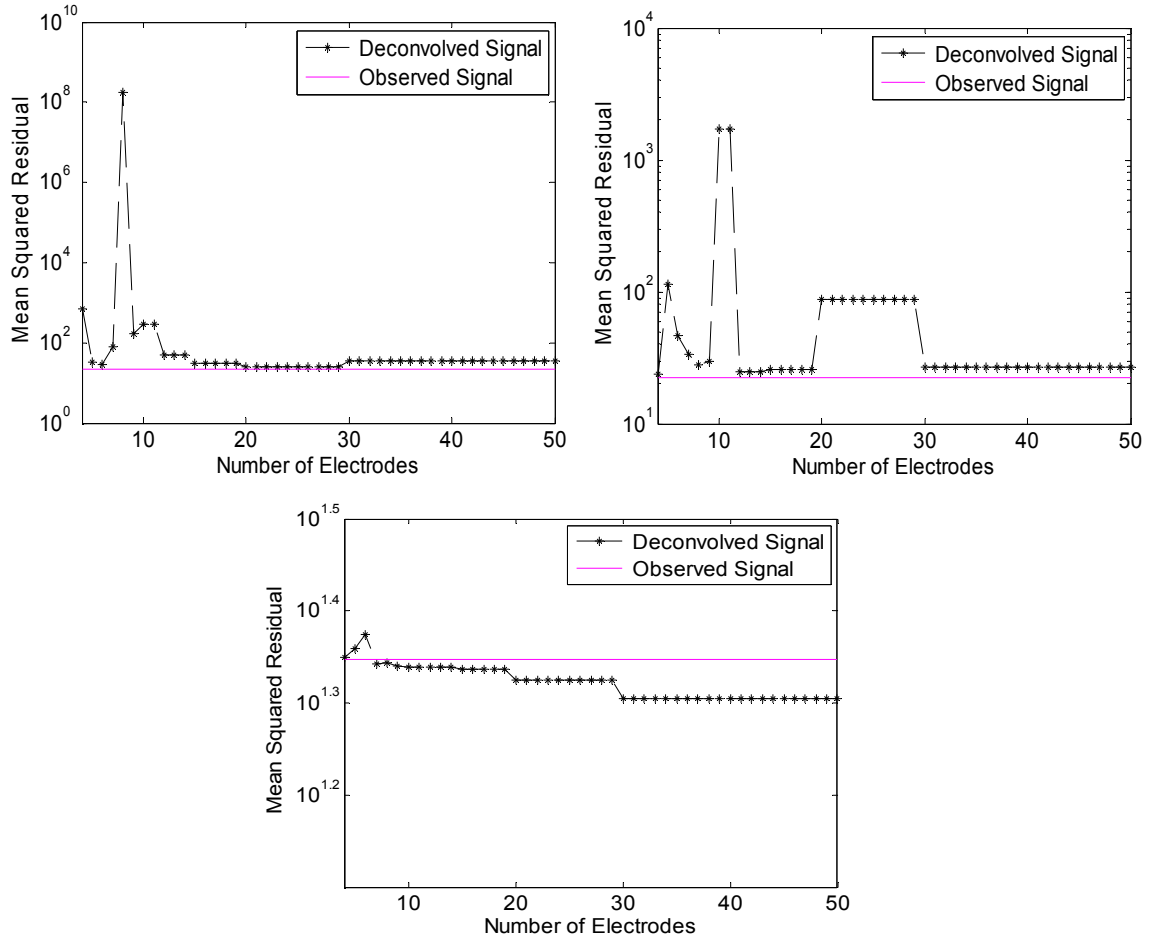 10^10
10^8
10^6
10^4
10^2
10^0
Mean Squared Residual
Deconvolved Signal
Observed Signal
10 20 30 40 50
Number of Electrodes
10^4
10^3
10^2
10^1
Mean Squared Residual
Deconvolved Signal
Observed Signal
10 20 30 40 50
Number of Electrodes
10^1.5
10^1.4
10^1.3
10^1.2
Mean Squared Residual
Deconvolved Signal
Observed Signal
10 20 30 40 50
Number of Electrodes